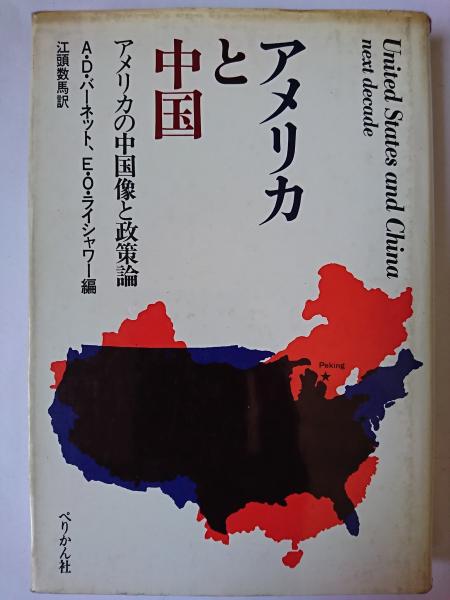 United States and China
next decade
アメリカ
と
中国
アメリカの中国像と政策論
A・D・バーネット、E・O・ライシャワー編
江頭数馬訳
Peking
ぺりかん社